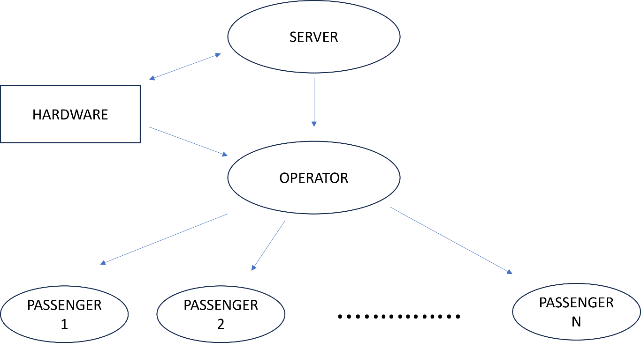 SERVER
HARDWARE
OPERATOR
PASSENGER
1
PASSENGER
2
PASSENGER
N